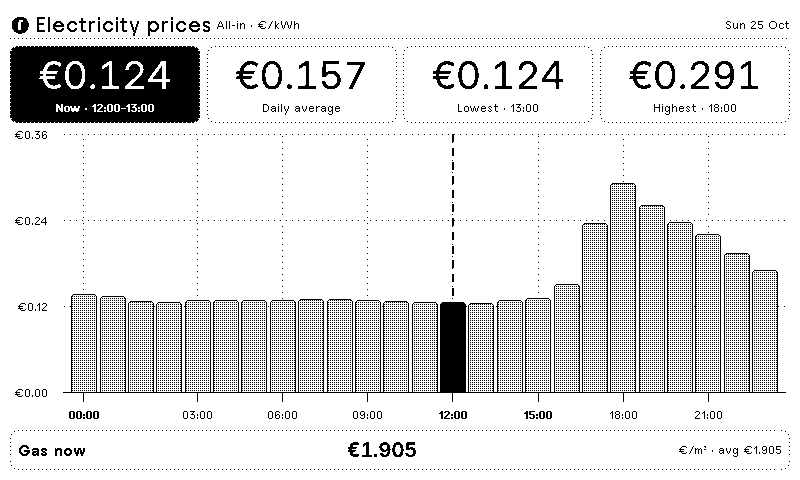 Electricity prices All-in · €/kWh Sun 25 Oct
€0.124 €0.157 €0.124 €0.291
Now · 12:00-13:00 Daily average Lowest · 13:00 Highest · 18:00
€0.36
€0.24
€0.12
€0.00
00:00 03:00 06:00 09:00 12:00 15:00 18:00 21:00
Gas now €1.905 €/m³ · avg €1.905